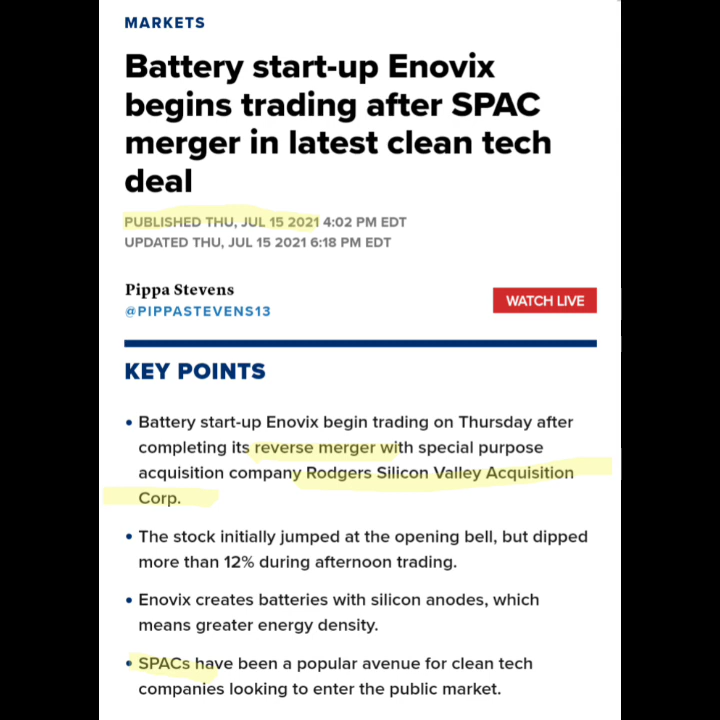 MARKETS
Battery start-up Enovix
begins trading after SPAC
merger in latest clean tech
deal
PUBLISHED THU, JUL 15 2021 4:02 PM EDT
UPDATED THU, JUL 15 2021 6:18 PM EDT
Pippa Stevens
@PIPPASTEVENS13
WATCH LIVE
KEY POINTS
• Battery start-up Enovix begin trading on Thursday after
completing its reverse merger with special purpose
acquisition company Rodgers Silicon Valley Acquisition
Corp.
• The stock initially jumped at the opening bell, but dipped
more than 12% during afternoon trading.
• Enovix creates batteries with silicon anodes, which
means greater energy density.
• SPACs have been a popular avenue for clean tech
companies looking to enter the public market.